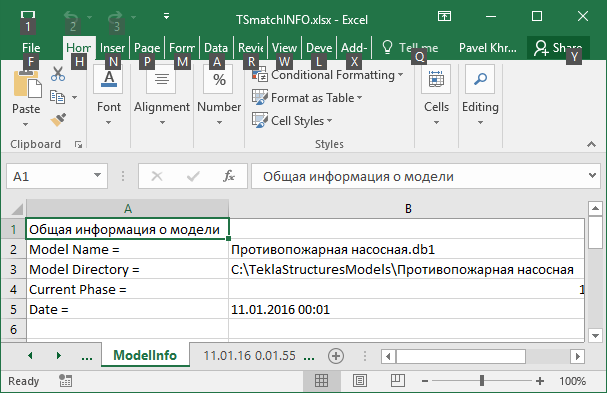 TSmatchINFO.xlsx - Excel
1 2 3
File Hom Inser Page Form Data Revie View Deve Add- Tell me Pavel Khr... Share
F H N P M A R W L X Q Y
Paste Font Alignment Number Conditional Formatting Cells Editing
Format as Table
Cell Styles
Clipboard Styles
A1 fx Общая информация о модели
A B
1 Общая информация о модели
2 Model Name = Противопожарная насосная.db1
3 Model Directory = C:\TeklaStructuresModels\Противопожарная насосная
4 Current Phase = 1
5 Date = 11.01.2016 00:01
6
... ModelInfo 11.01.16 0.01.55 ...
Ready 100%